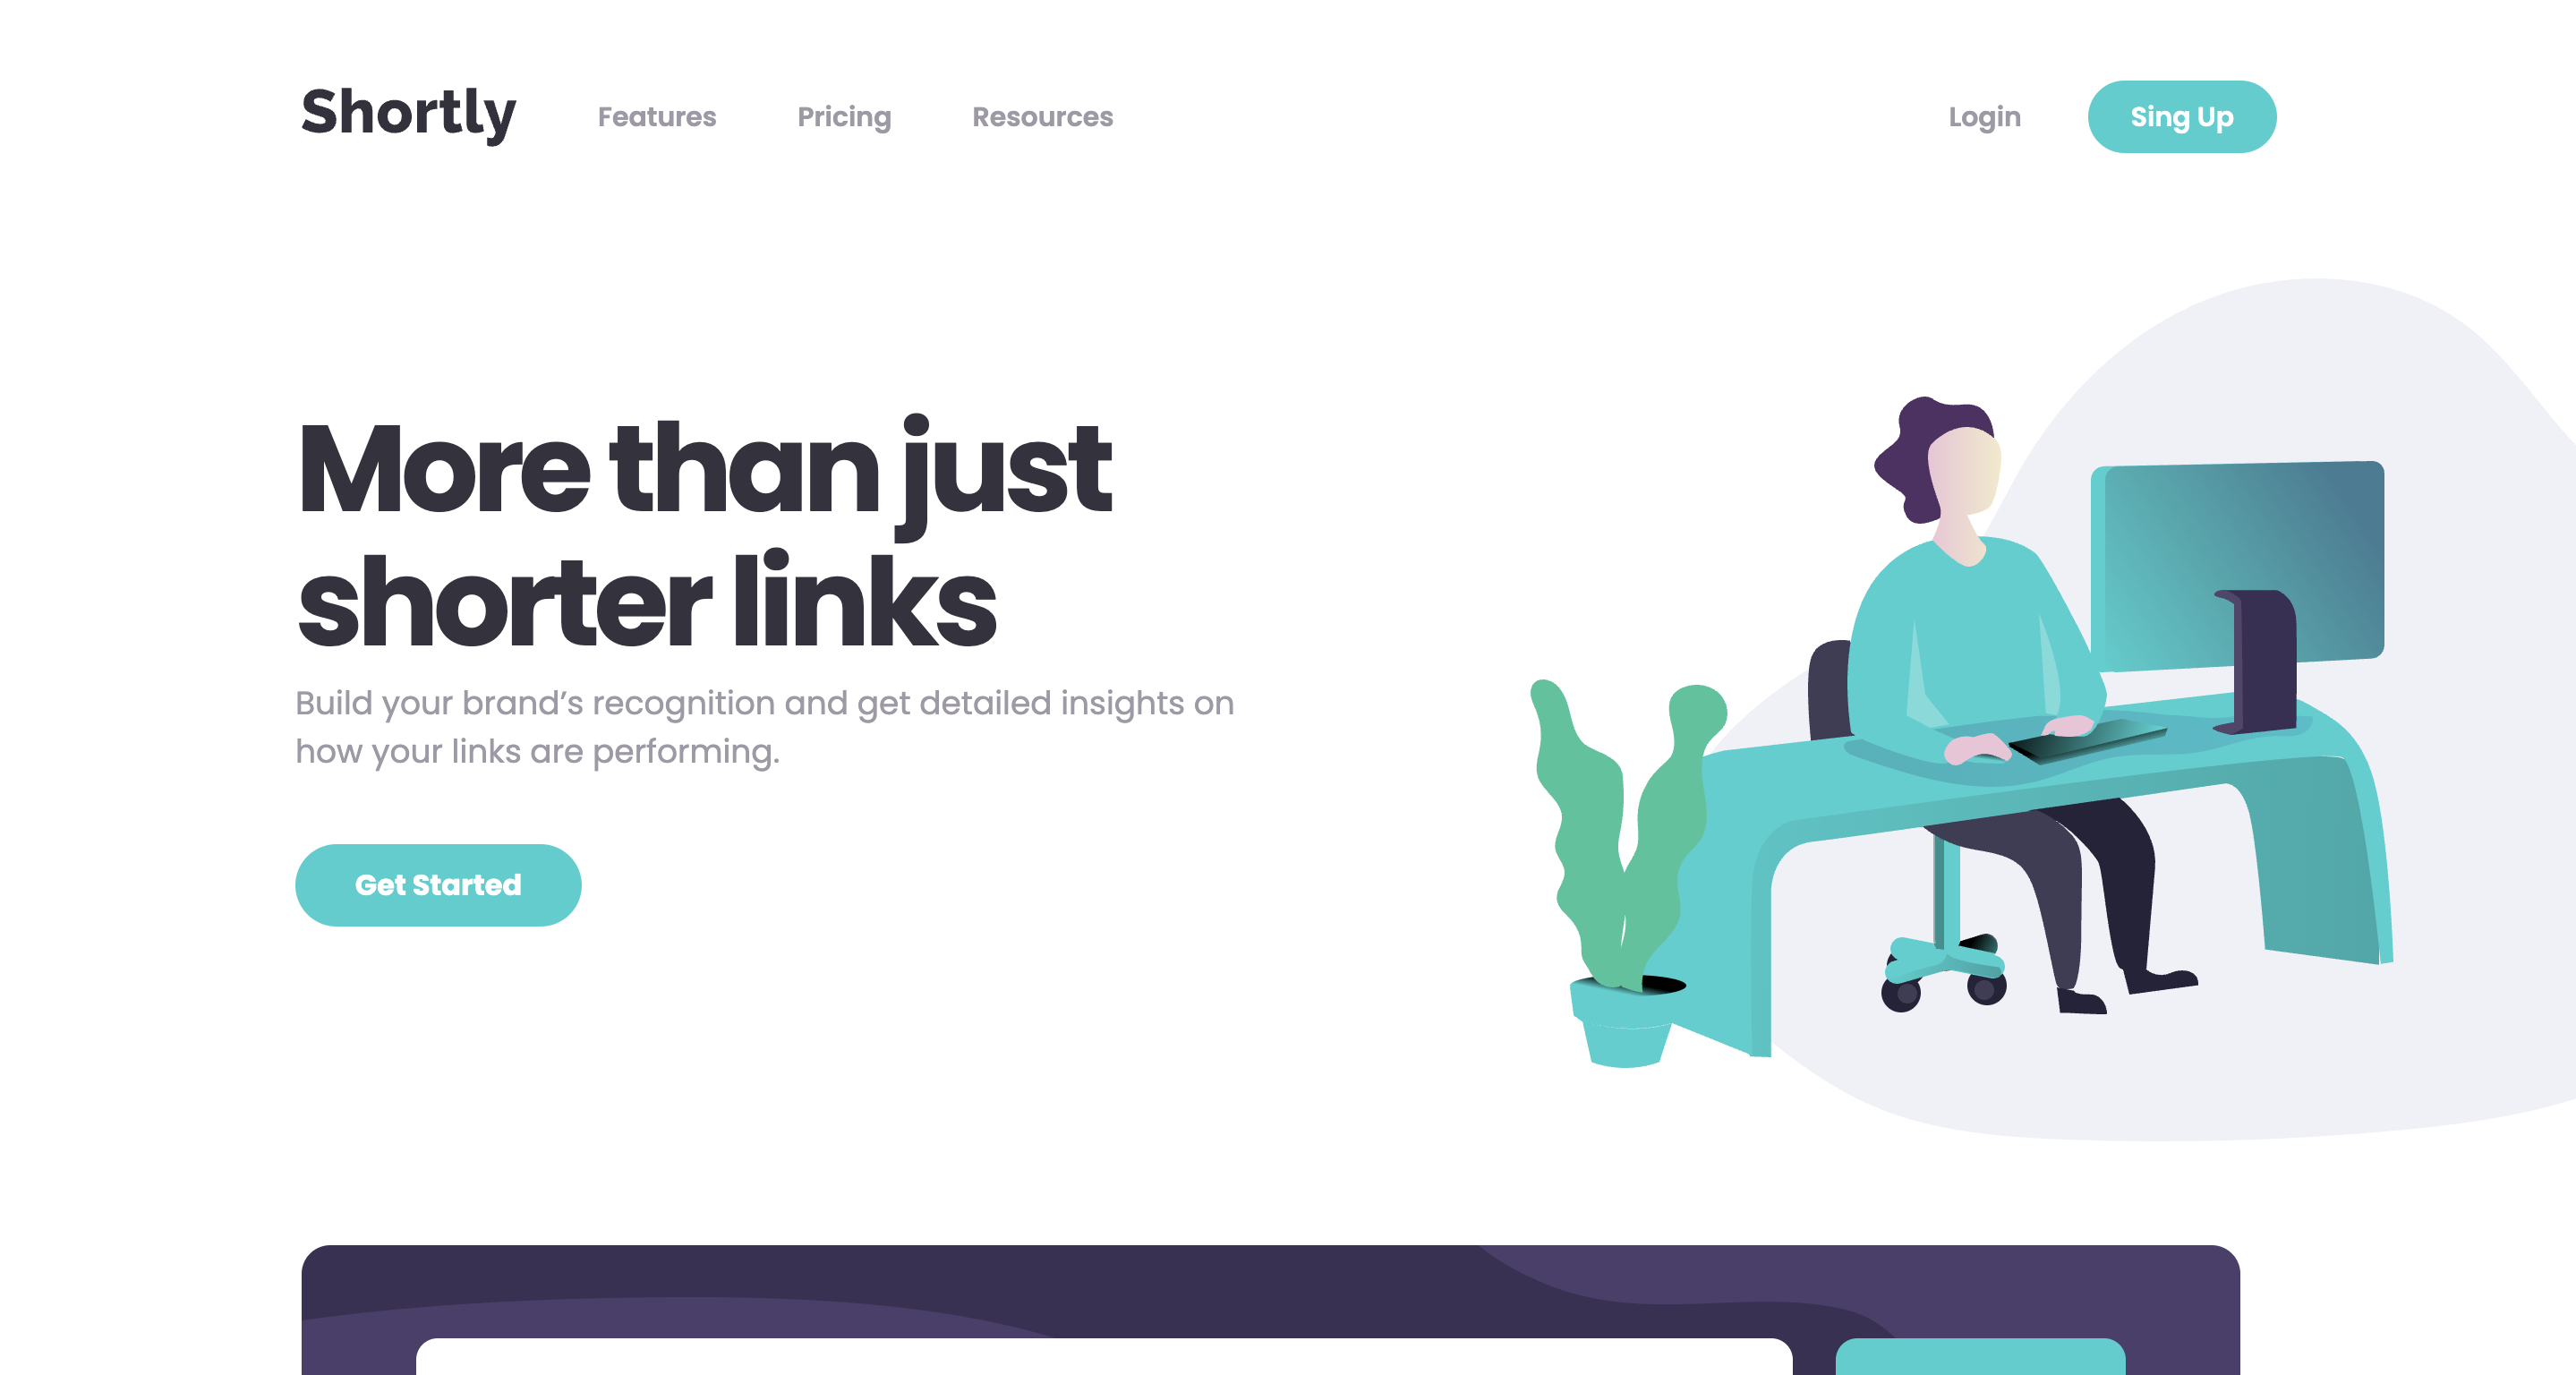 Shortly
Features
Pricing
Resources
Login
Sing Up
More than just
shorter links
Build your brand’s recognition and get detailed insights on
how your links are performing.
Get Started